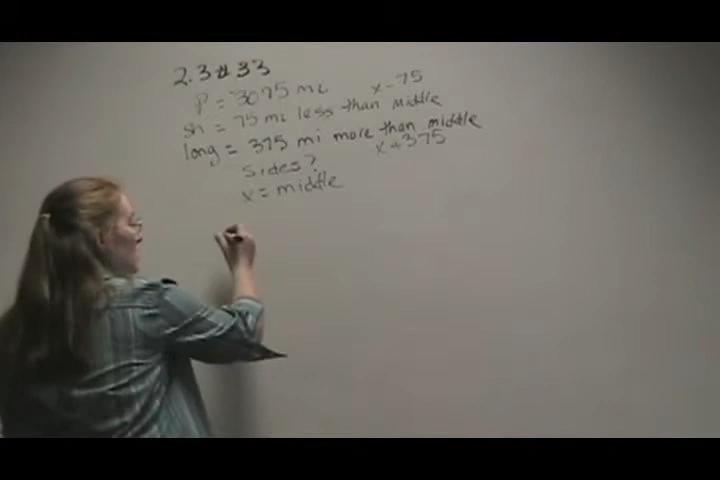 2.3 # 33
P = 3075 mi x - 75
sh = 75 mi less than middle
long = 375 mi more than middle
sides? x + 375
x = middle